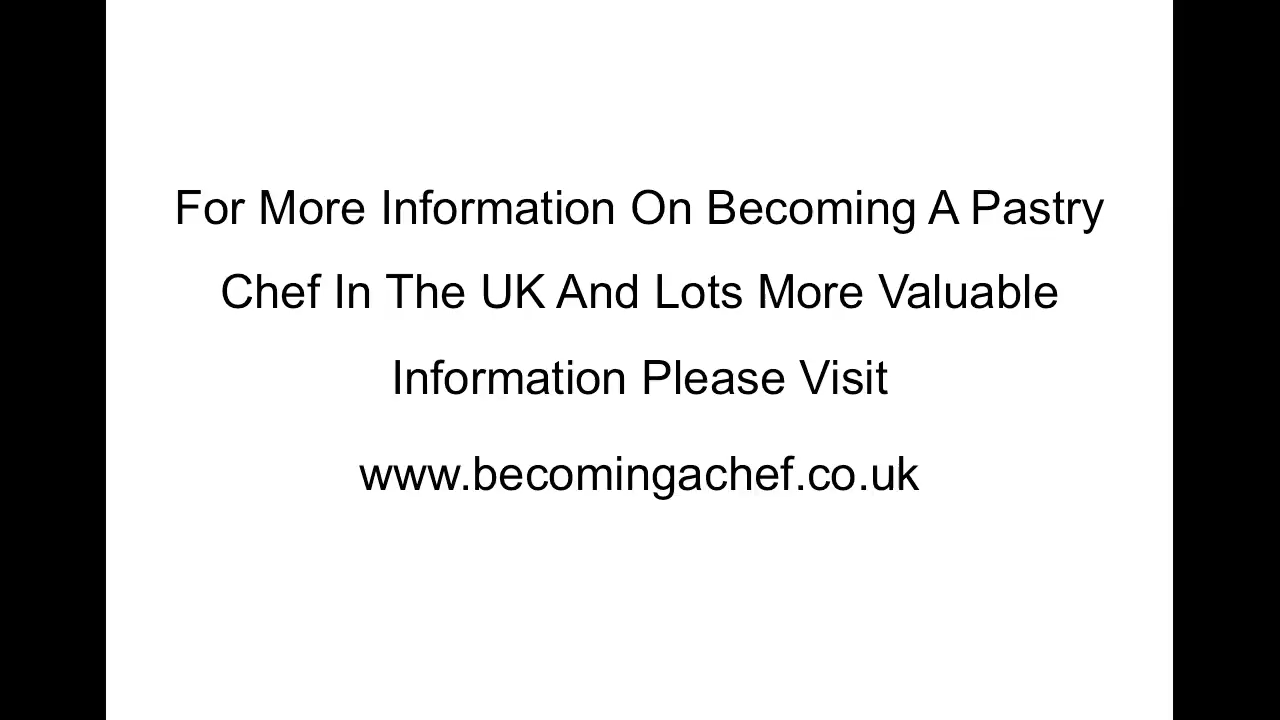 For More Information On Becoming A Pastry
Chef In The UK And Lots More Valuable
Information Please Visit
www.becomingachef.co.uk